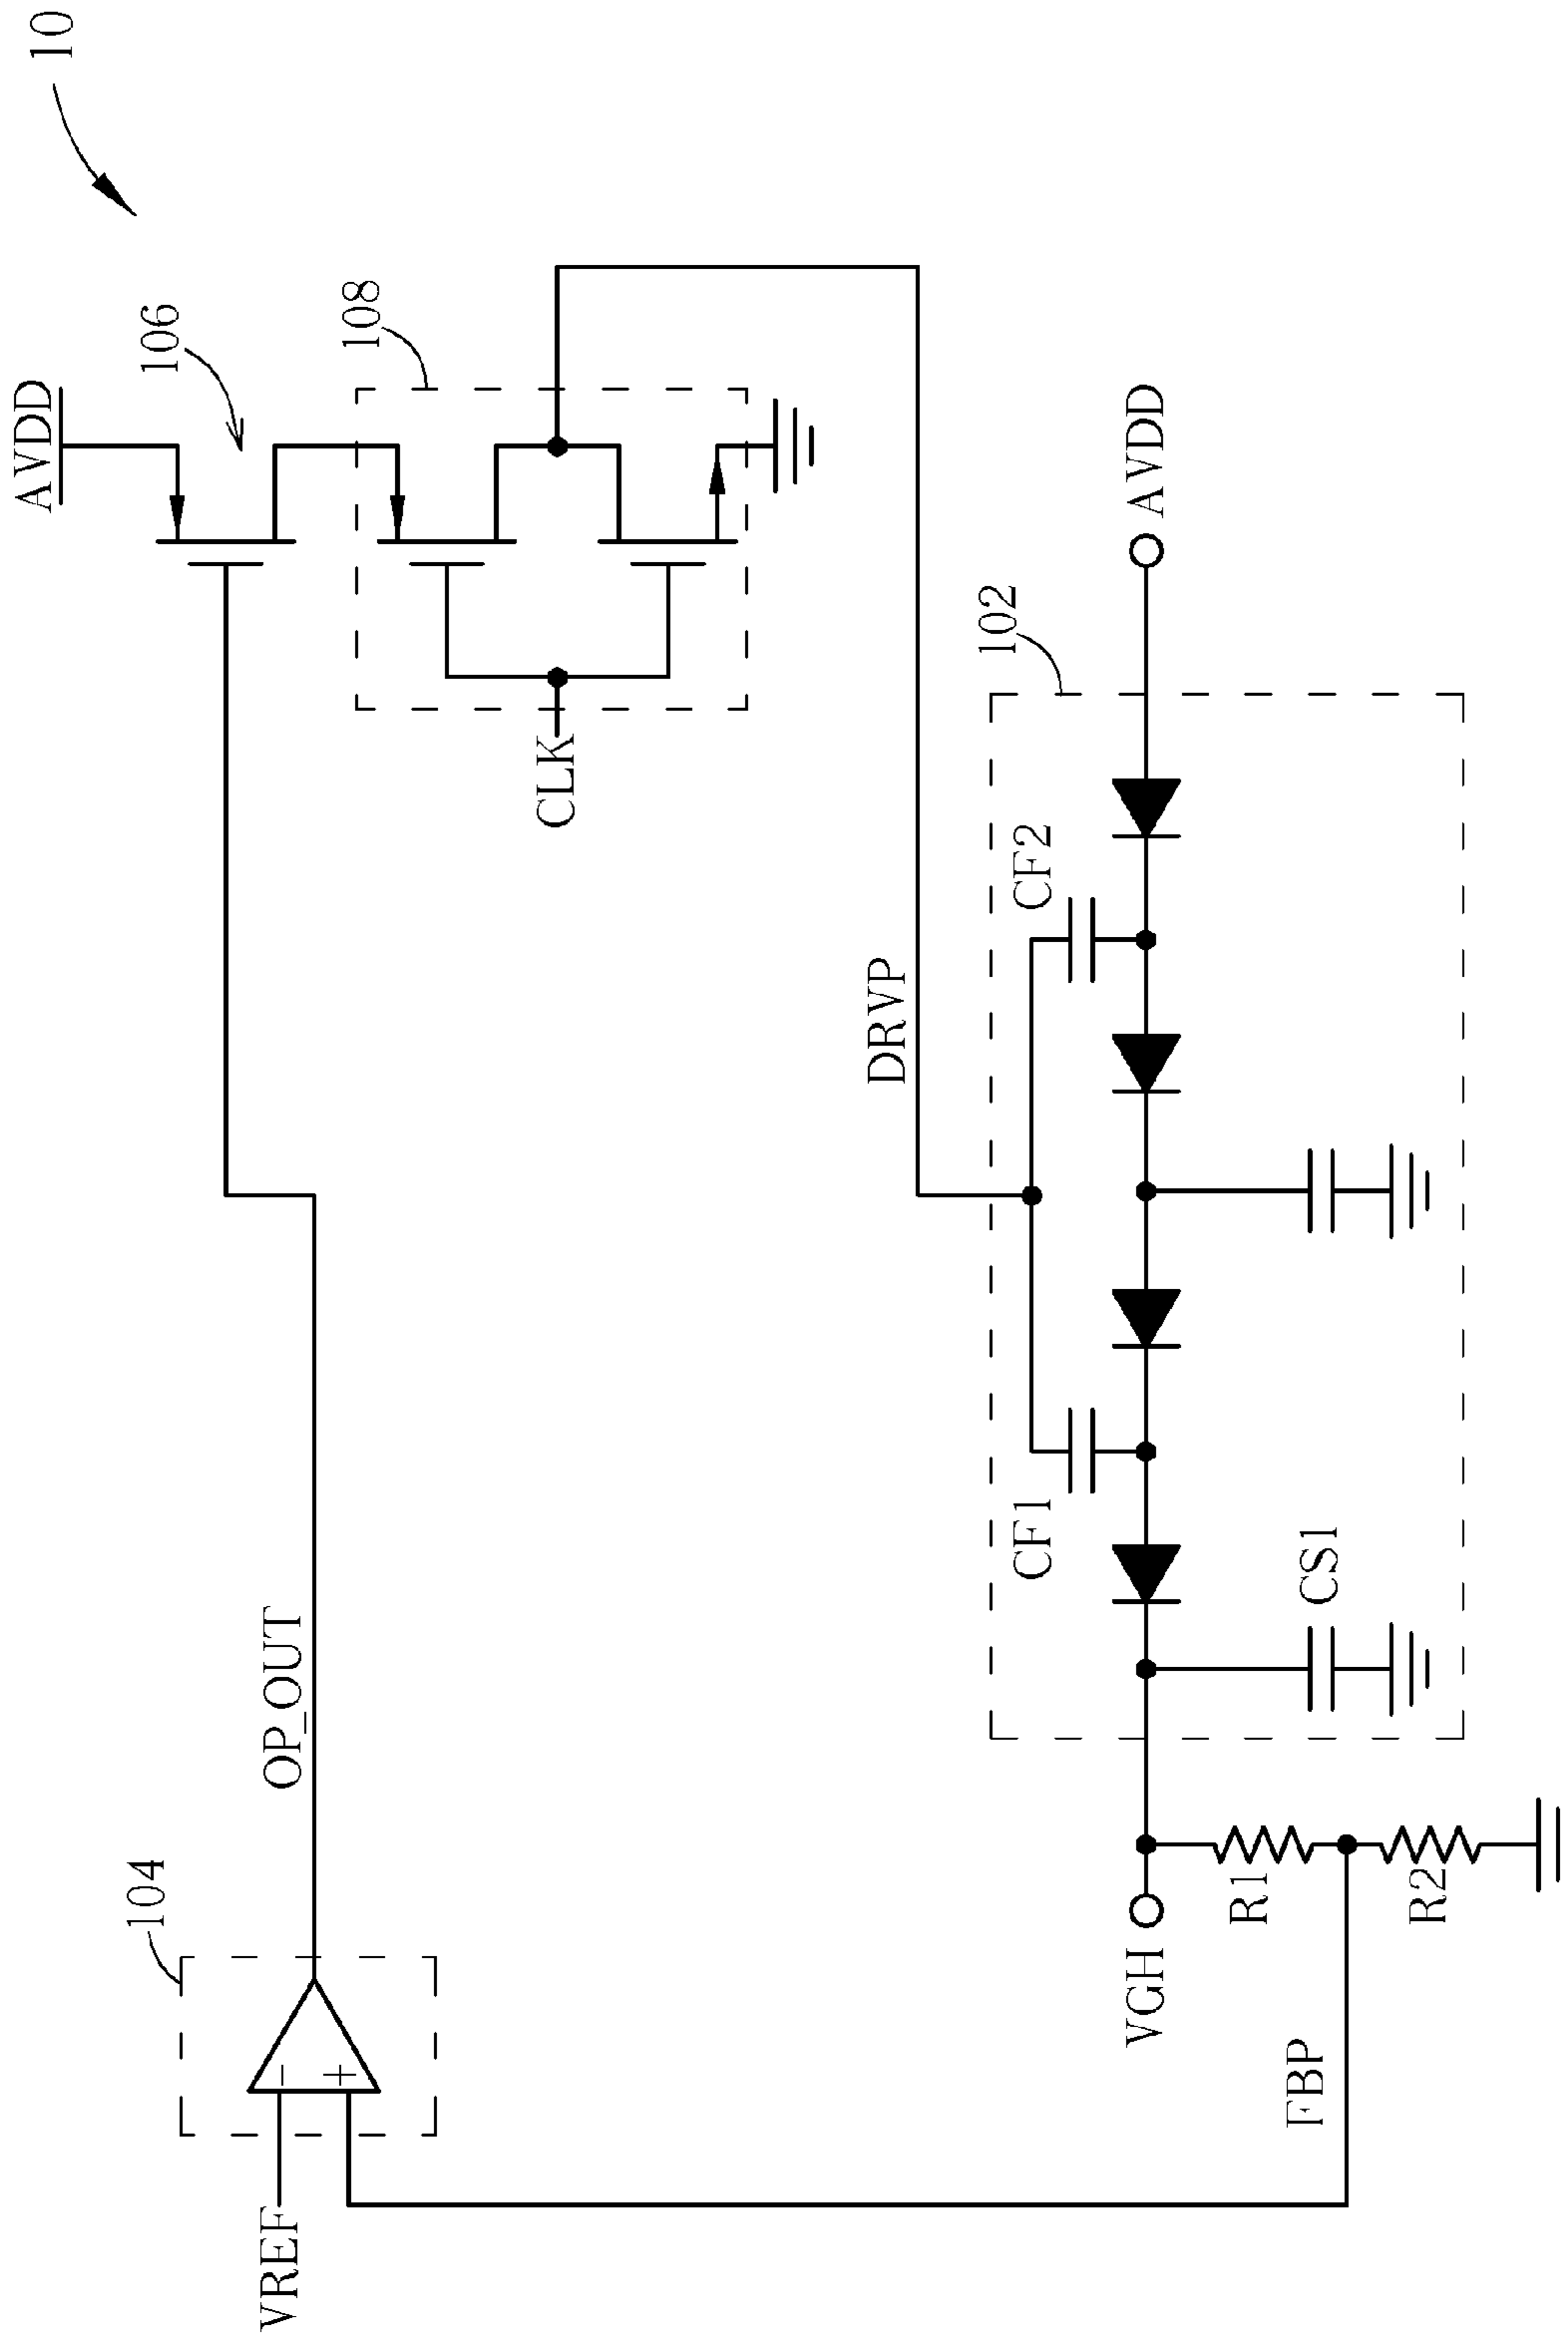 10
AVDD
106
108
CLK
OP_OUT
104
-
+
VREF
DRVP
102
CF2
CF1
AVDD
CS1
VGH
R1
R2
FBP